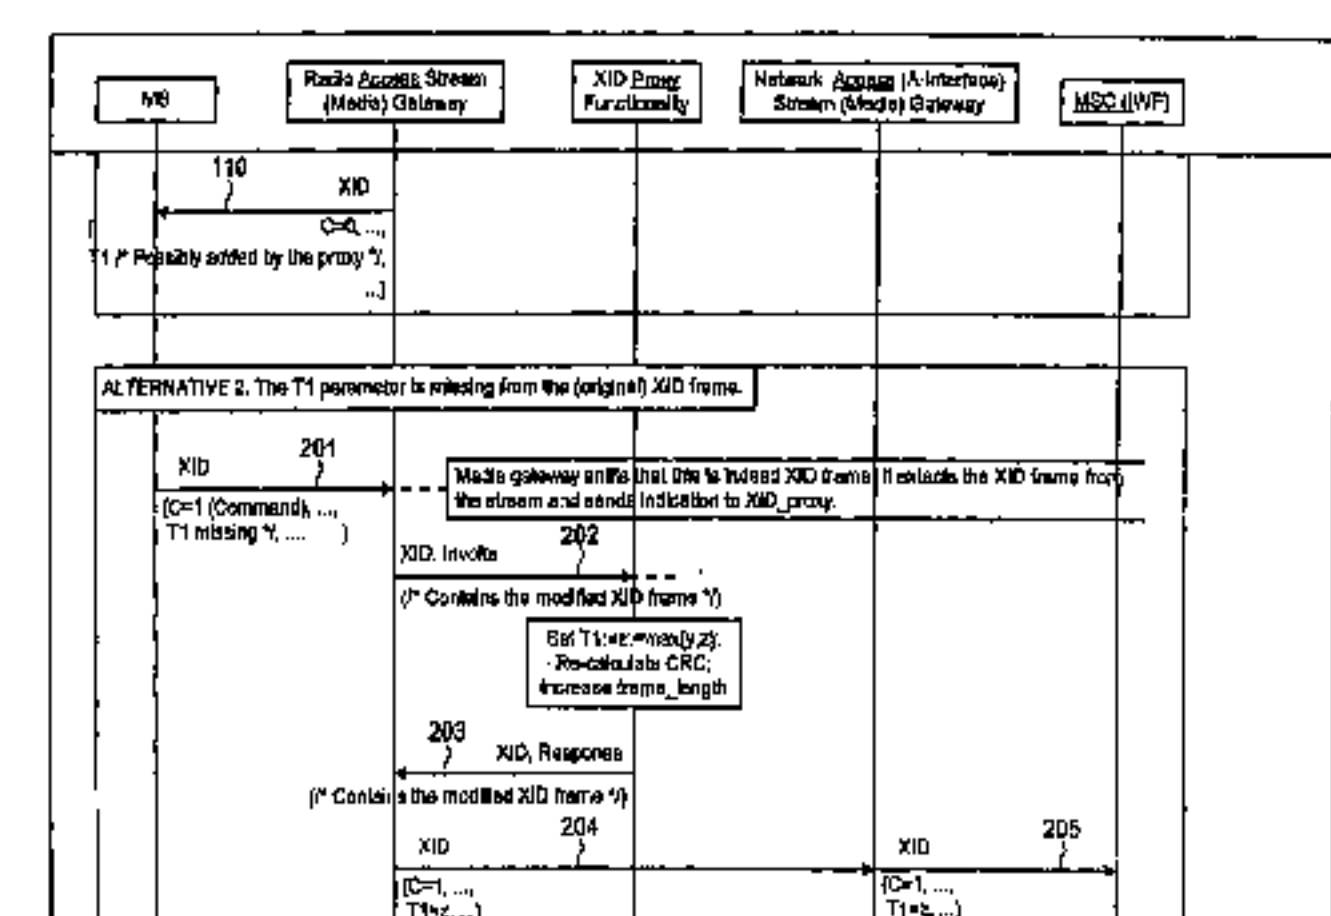 MS
Radio Access Stream
(Media) Gateway
XID Proxy
Functionality
Network Access (A-Interface)
Stream (Media) Gateway
MSC (IWF)
110
XID
C=0, ...,
T1 /* Possibly added by the proxy */,
...]
ALTERNATIVE 2. The T1 parameter is missing from the (original) XID frame.
201
XID
(C=1 (Command), ...,
T1 missing */, .... )
Media gateway that this is indeed XID frame. It extracts the XID frame from
the stream and sends indication to XID_proxy.
202
XID, Invoke
(/* Contains the modified XID frame */)
Set
- Re-calculate CRC;
increase frame_length
203
XID, Response
(/* Contains the modified XID frame */)
204
XID
(C=1, ...,
205
XID
(C=1, ...,